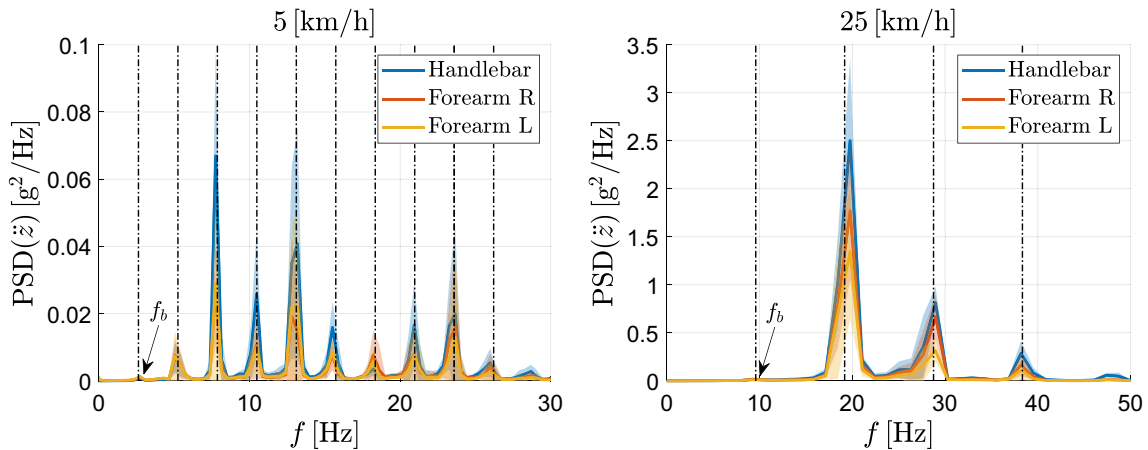 5 [km/h]
0.1
0.08
0.06
0.04
0.02
0
PSD(z̈) [g²/Hz]
Handlebar
Forearm R
Forearm L
f_b
0 10 20 30
f [Hz]
25 [km/h]
3.5
3
2.5
2
1.5
1
0.5
0
PSD(z̈) [g²/Hz]
Handlebar
Forearm R
Forearm L
f_b
0 10 20 30 40 50
f [Hz]